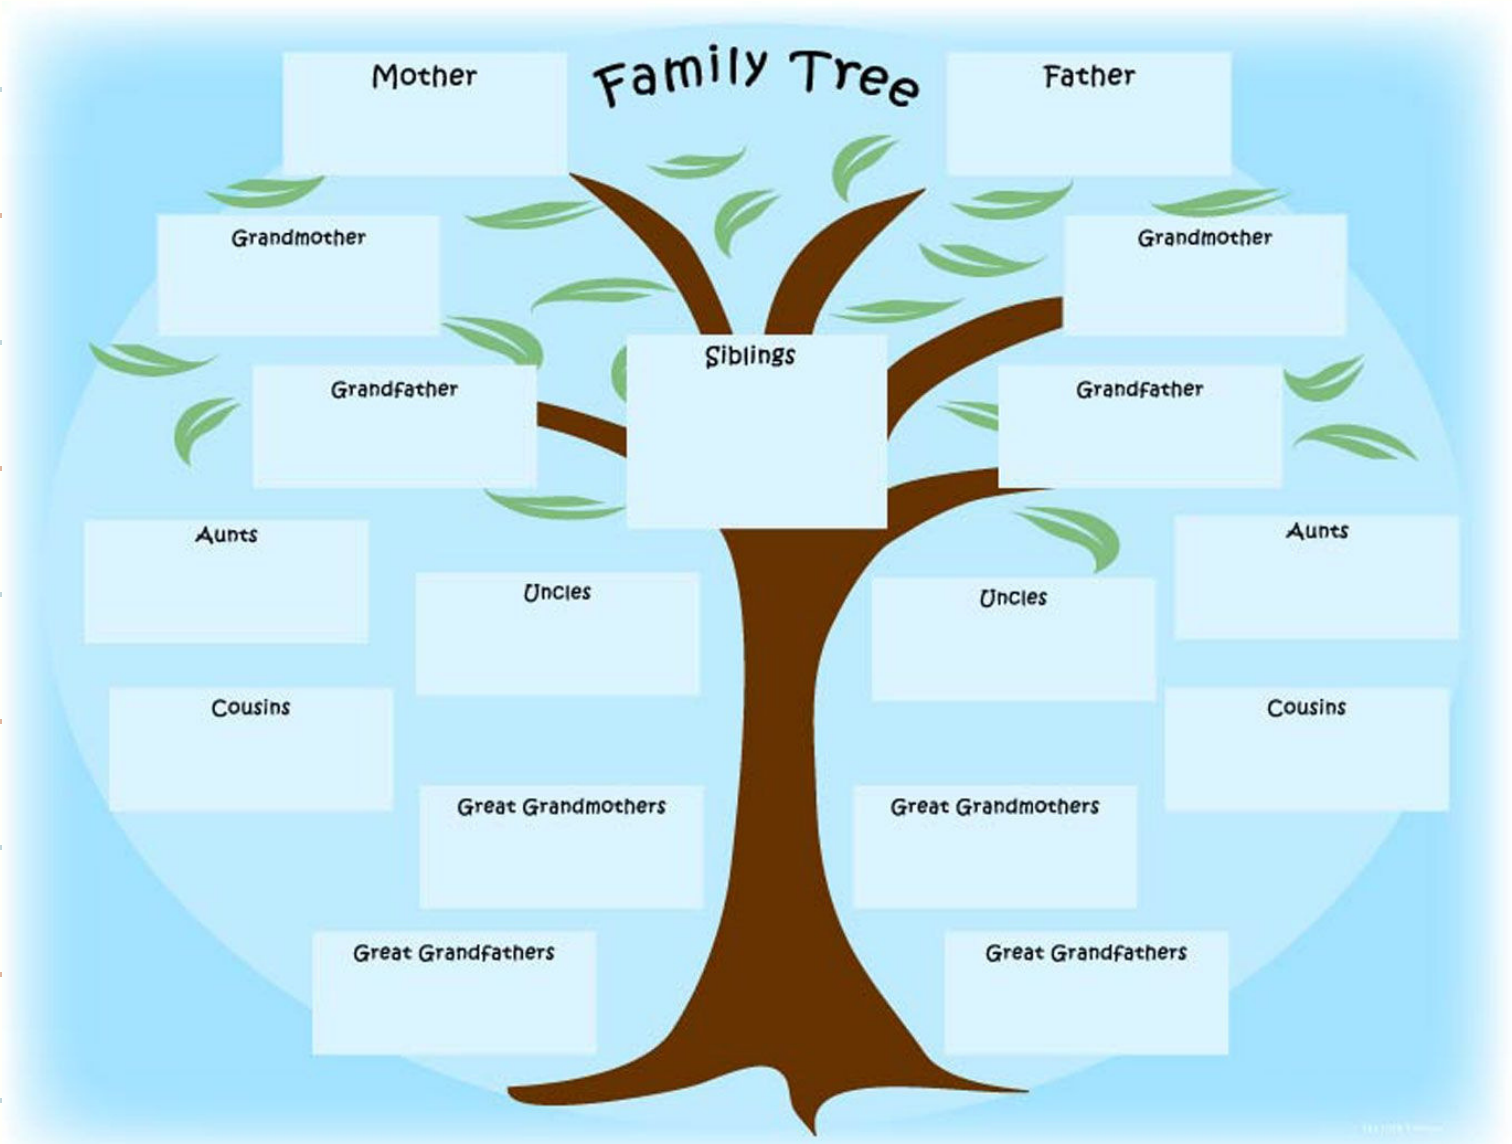 Family Tree
Mother
Father
Grandmother
Grandmother
Siblings
Grandfather
Grandfather
Aunts
Aunts
Uncles
Uncles
Cousins
Cousins
Great Grandmothers
Great Grandmothers
Great Grandfathers
Great Grandfathers